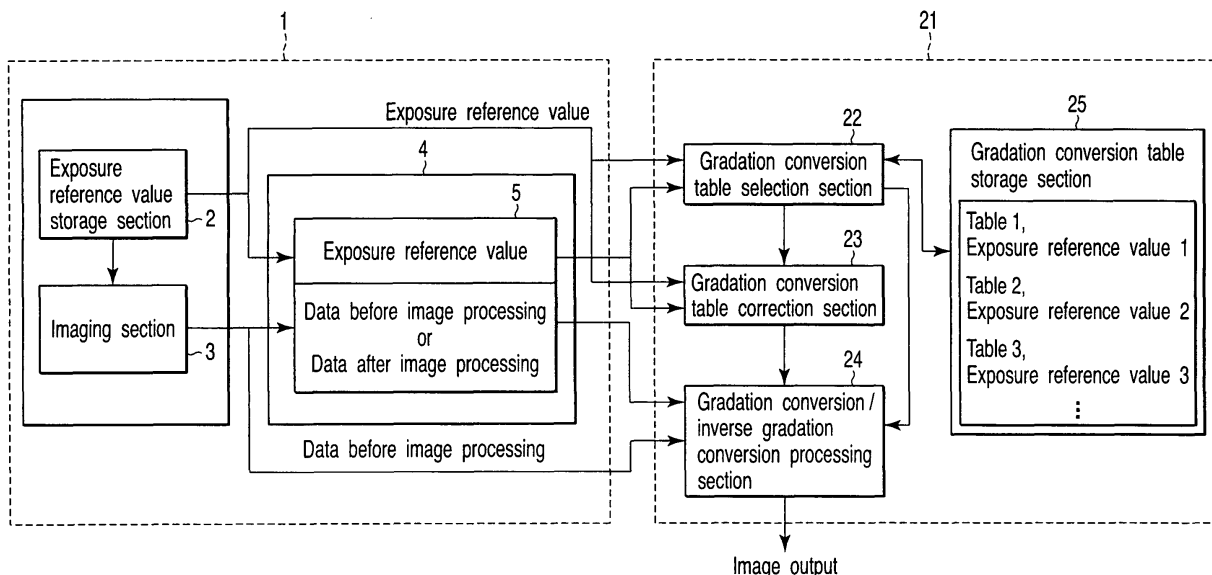 1
21
Exposure reference value
Exposure
reference value
storage section
2
Imaging section
3
4
5
Exposure reference value
Data before image processing
or
Data after image processing
Data before image processing
22
Gradation conversion
table selection section
23
Gradation conversion
table correction section
24
Gradation conversion /
inverse gradation
conversion processing
section
25
Gradation conversion table
storage section
Table 1,
Exposure reference value 1
Table 2,
Exposure reference value 2
Table 3,
Exposure reference value 3
⋮
Image output